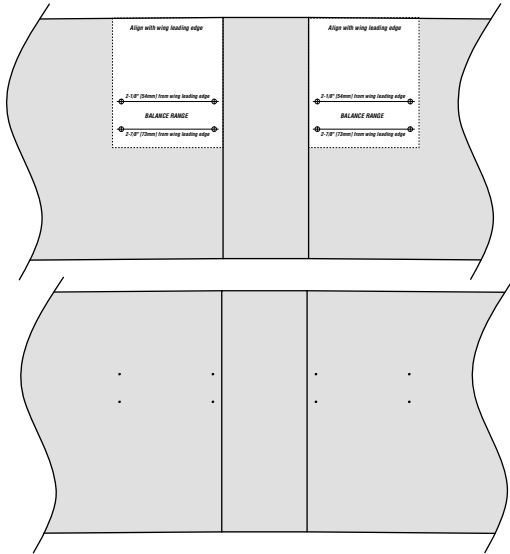 Align with wing leading edge
2-1/8" [54mm] from wing leading edge
BALANCE RANGE
2-7/8" [73mm] from wing leading edge
Align with wing leading edge
2-1/8" [54mm] from wing leading edge
BALANCE RANGE
2-7/8" [73mm] from wing leading edge